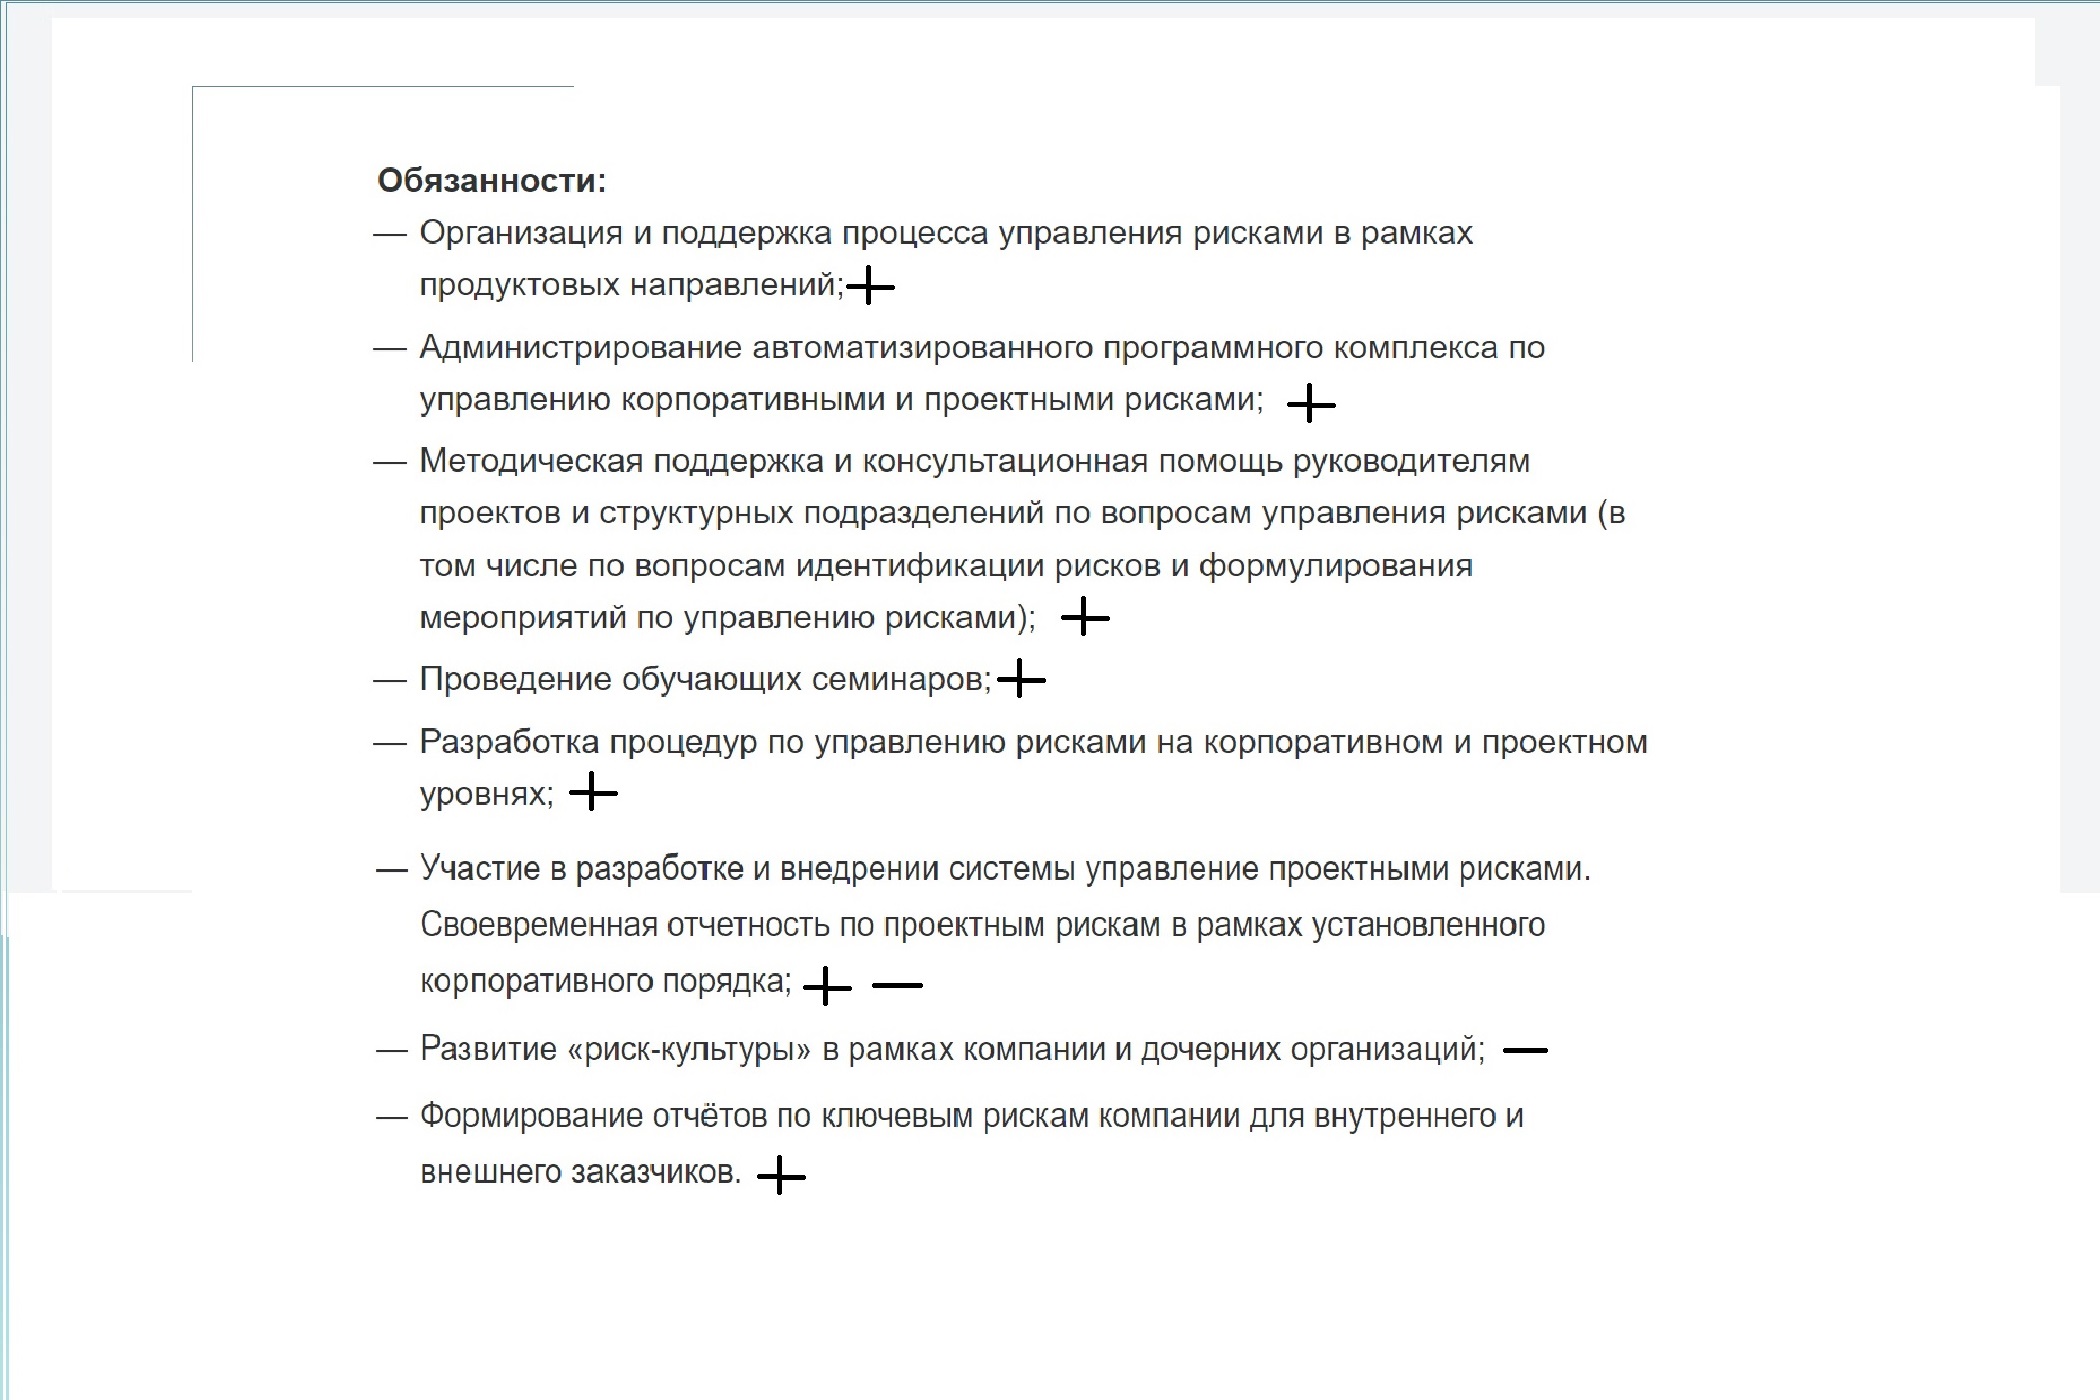 Обязанности:
— Организация и поддержка процесса управления рисками в рамках
продуктовых направлений; +
— Администрирование автоматизированного программного комплекса по
управлению корпоративными и проектными рисками; +
— Методическая поддержка и консультационная помощь руководителям
проектов и структурных подразделений по вопросам управления рисками (в
том числе по вопросам идентификации рисков и формулирования
мероприятий по управлению рисками); +
— Проведение обучающих семинаров; +
— Разработка процедур по управлению рисками на корпоративном и проектном
уровнях; +
— Участие в разработке и внедрении системы управление проектными рисками.
Своевременная отчетность по проектным рискам в рамках установленного
корпоративного порядка; + —
— Развитие «риск-культуры» в рамках компании и дочерних организаций; —
— Формирование отчётов по ключевым рискам компании для внутреннего и
внешнего заказчиков. +